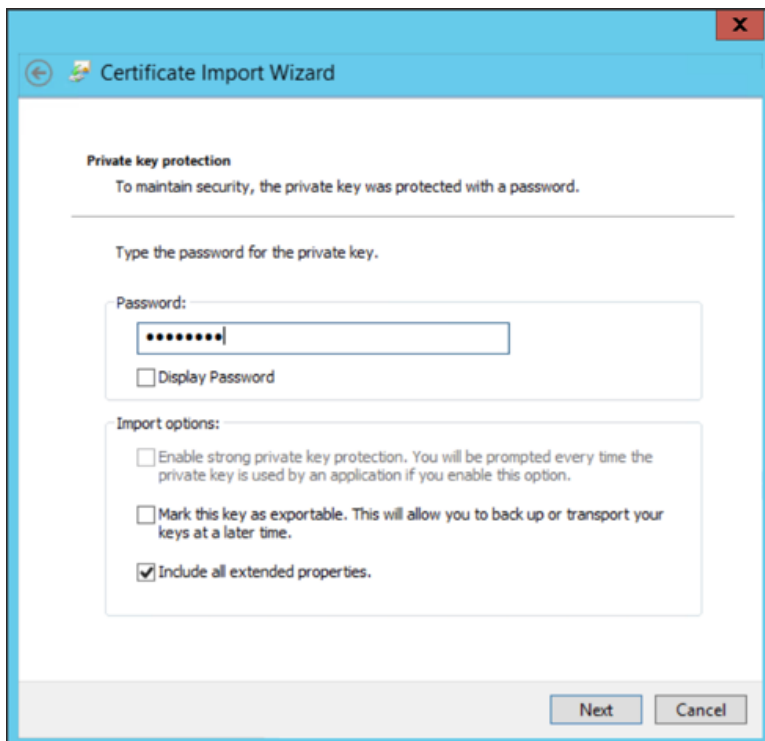 Certificate Import Wizard
Private key protection
To maintain security, the private key was protected with a password.
Type the password for the private key.
Password:
••••••••
Display Password
Import options:
Enable strong private key protection. You will be prompted every time the
private key is used by an application if you enable this option.
Mark this key as exportable. This will allow you to back up or transport your
keys at a later time.
Include all extended properties.
Next Cancel